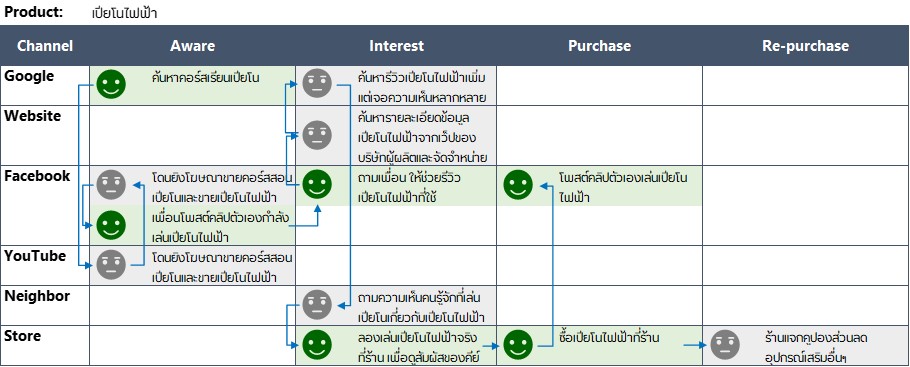 Product: เปียโนไฟฟ้า
Channel Aware Interest Purchase Re-purchase
Google
ค้นหาคอร์สเรียนเปียโน
ค้นหารีวิวเปียโนไฟฟ้าเพิ่ม
แต่เจอความเห็นหลากหลาย
Website
ค้นหารายละเอียดข้อมูล
เปียโนไฟฟ้าจากเว็ปของ
บริษัทผู้ผลิตและจัดจำหน่าย
Facebook
โดนยิงโฆษณาขายคอร์สสอน
เปียโนและขายเปียโนไฟฟ้า
เพื่อนโพสต์คลิปตัวเองกำลัง
เล่นเปียโนไฟฟ้า
ถามเพื่อน ให้ช่วยรีวิว
เปียโนไฟฟ้าที่ใช้
โพสต์คลิปตัวเองเล่นเปียโน
ไฟฟ้า
YouTube
โดนยิงโฆษณาขายคอร์สสอน
เปียโนและขายเปียโนไฟฟ้า
Neighbor
ถามความเห็นคนรู้จักที่เล่น
เปียโนเกี่ยวกับเปียโนไฟฟ้า
Store
ลองเล่นเปียโนไฟฟ้าจริง
ที่ร้าน เพื่อดูสัมผัสของคีย์
ซื้อเปียโนไฟฟ้าที่ร้าน
ร้านแจกคูปองส่วนลด
อุปกรณ์เสริมอื่นๆ